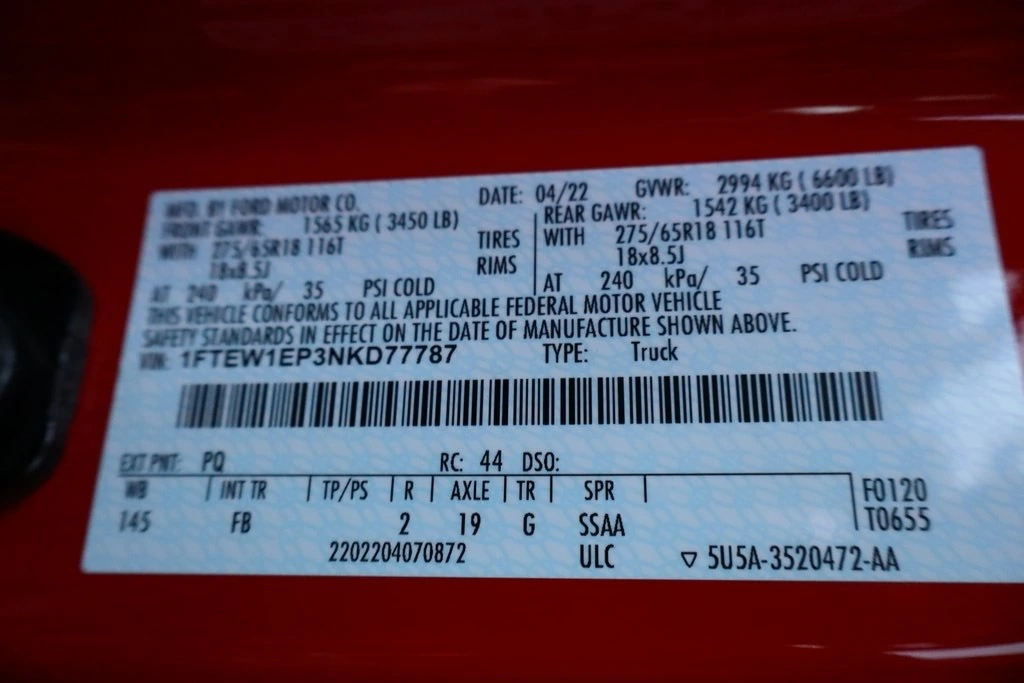 MFD. BY FORD MOTOR CO. DATE: 04/22 GVWR: 2994 KG ( 6600 LB)
FRONT GAWR: 1565 KG ( 3450 LB) REAR GAWR: 1542 KG ( 3400 LB)
WITH 275/65R18 116T TIRES WITH 275/65R18 116T TIRES
18x8.5J RIMS 18x8.5J RIMS
AT 240 kPa/ 35 PSI COLD AT 240 kPa/ 35 PSI COLD
THIS VEHICLE CONFORMS TO ALL APPLICABLE FEDERAL MOTOR VEHICLE
SAFETY STANDARDS IN EFFECT ON THE DATE OF MANUFACTURE SHOWN ABOVE.
VIN: 1FTEW1EP3NKD77787 TYPE: Truck
EXT PNT: PQ RC: 44 DSO:
WB INT TR TP/PS R AXLE TR SPR F0120
145 FB 2 19 G SSAA T0655
2202204070872 ULC ▽ 5U5A-3520472-AA